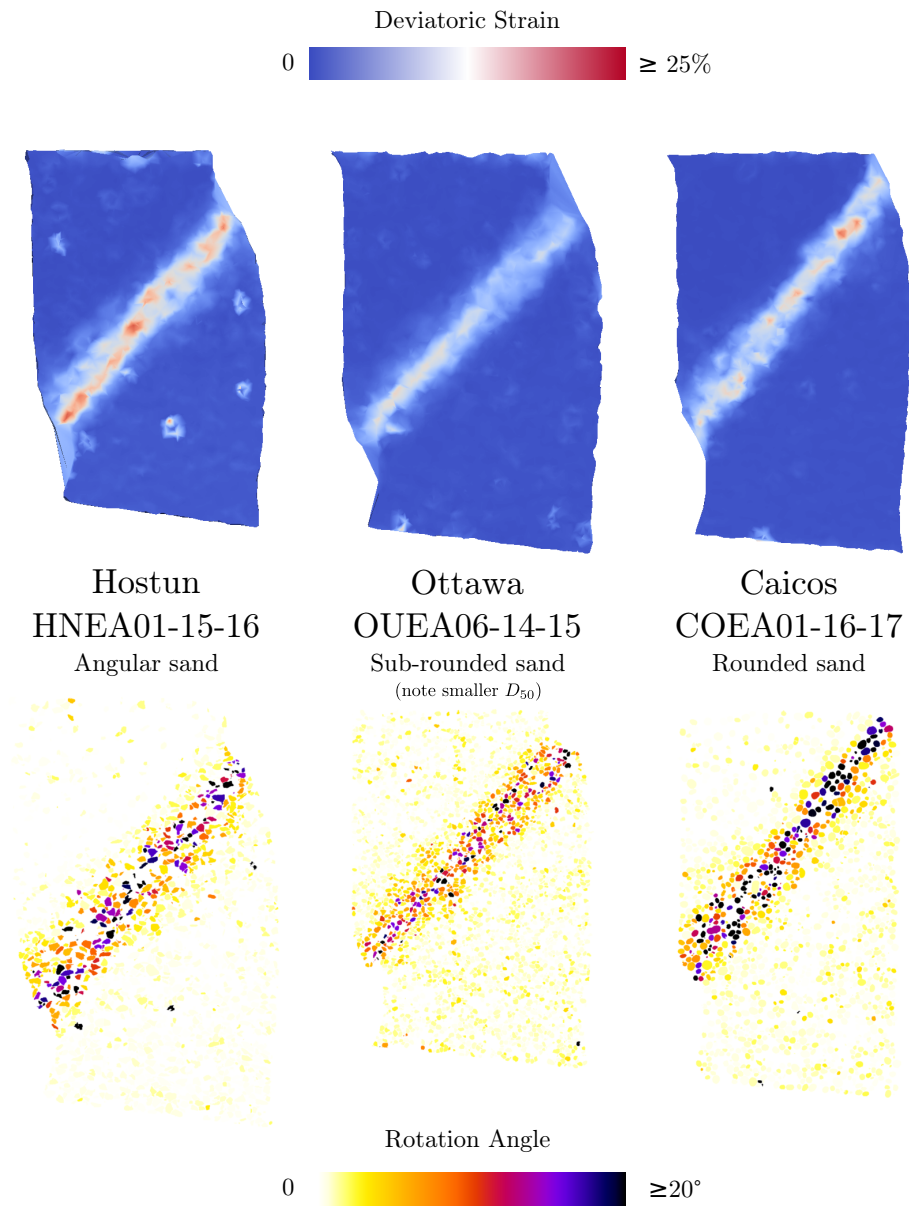 Deviatoric Strain
0 ≥ 25%
Hostun Ottawa Caicos
HNEA01-15-16 OUEA06-14-15 COEA01-16-17
Angular sand Sub-rounded sand Rounded sand
(note smaller D₅₀)
Rotation Angle
0 ≥20°